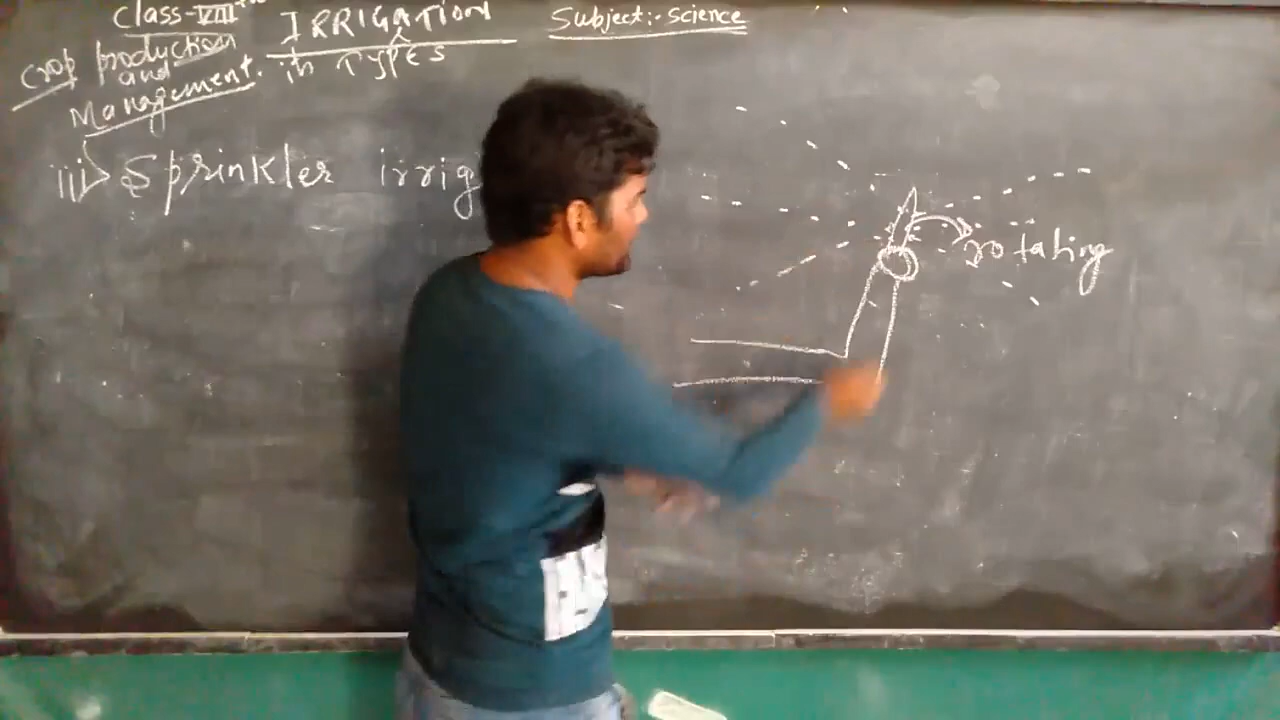 Class-VIII
Crop production
and
Management.
IRRIGATION
in TYPES
Subject:- Science
iii> Sprinkler irrig
rotating